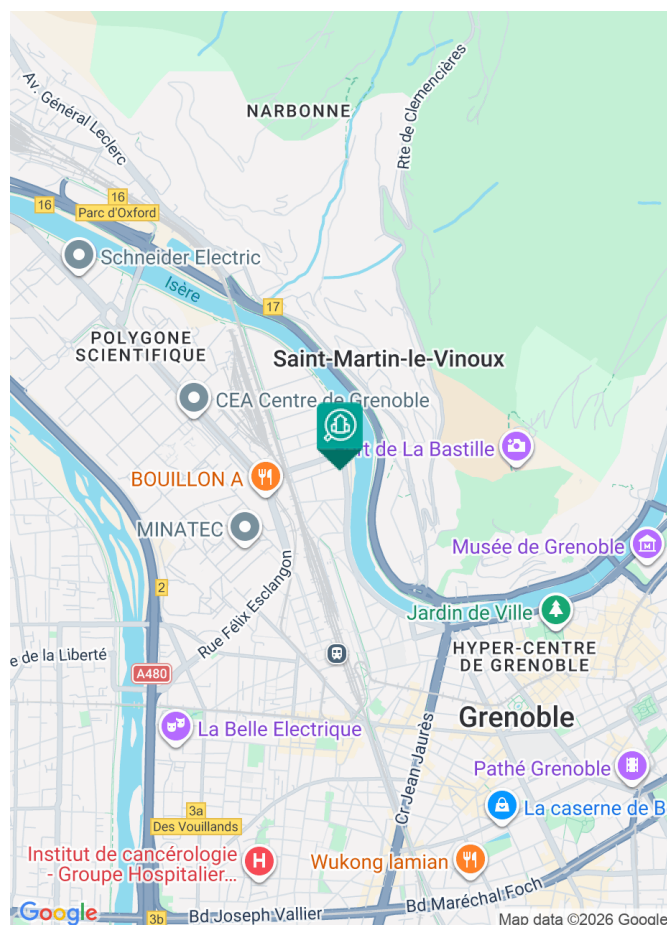 NARBONNE
Av. Général Leclerc
Rte de Clemencières
16
16
Parc d'Oxford
Schneider Electric
Isère
17
POLYGONE
SCIENTIFIQUE
Saint-Martin-le-Vinoux
CEA Centre de Grenoble
rt de La Bastille
BOUILLON A
MINATEC
Musée de Grenoble
2
Rue Félix Esclangon
Jardin de Ville
HYPER-CENTRE
DE GRENOBLE
e de la Liberté
A480
La Belle Electrique
Grenoble
Cr Jean Jaurès
Pathé Grenoble
3a
Des Vouillands
La caserne de B
Institut de cancérologie
- Groupe Hospitalier...
H
Wukong lamian
Bd Maréchal Foch
Google
3b
Bd Joseph Vallier
Map data ©2026 Google